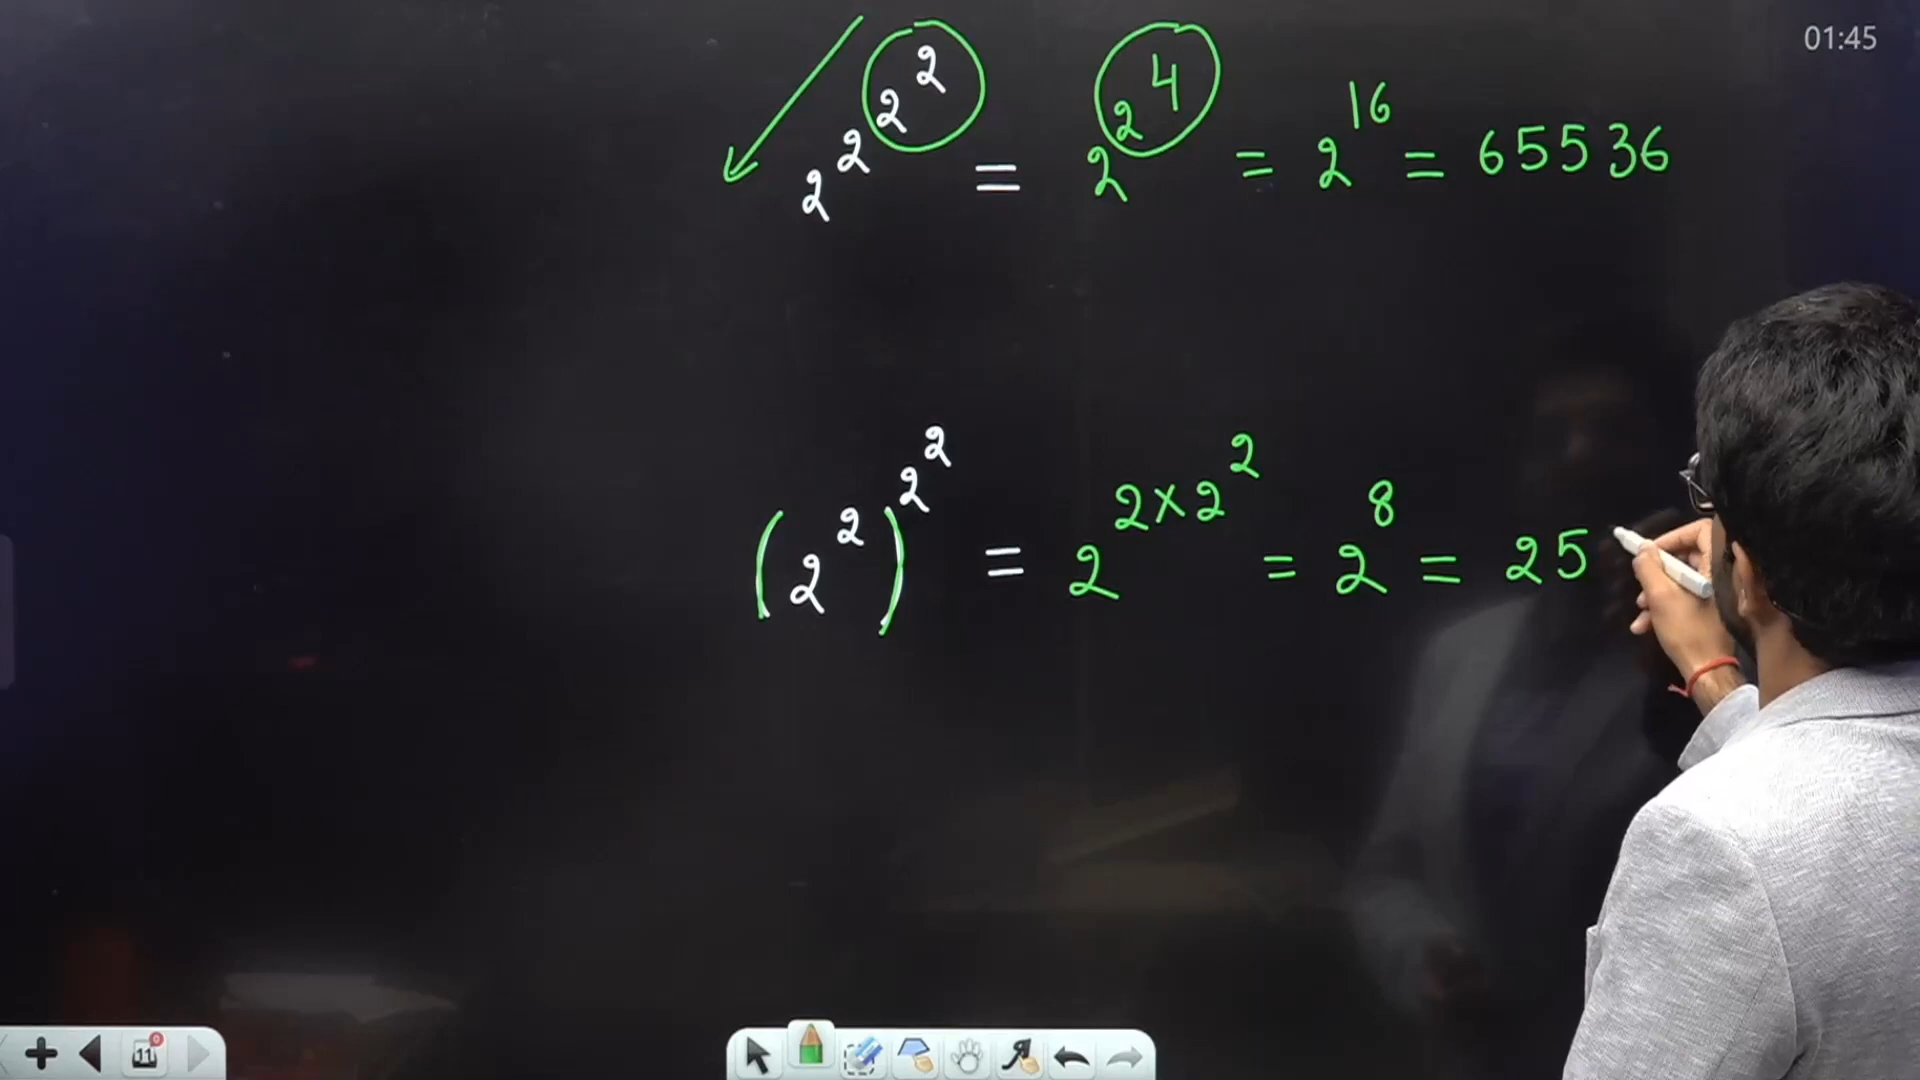 01:45
2^2^2^2 = 2^2^4 = 2^16 = 65536
(2^2)^2^2 = 2^2×2^2 = 2^8 = 25
11